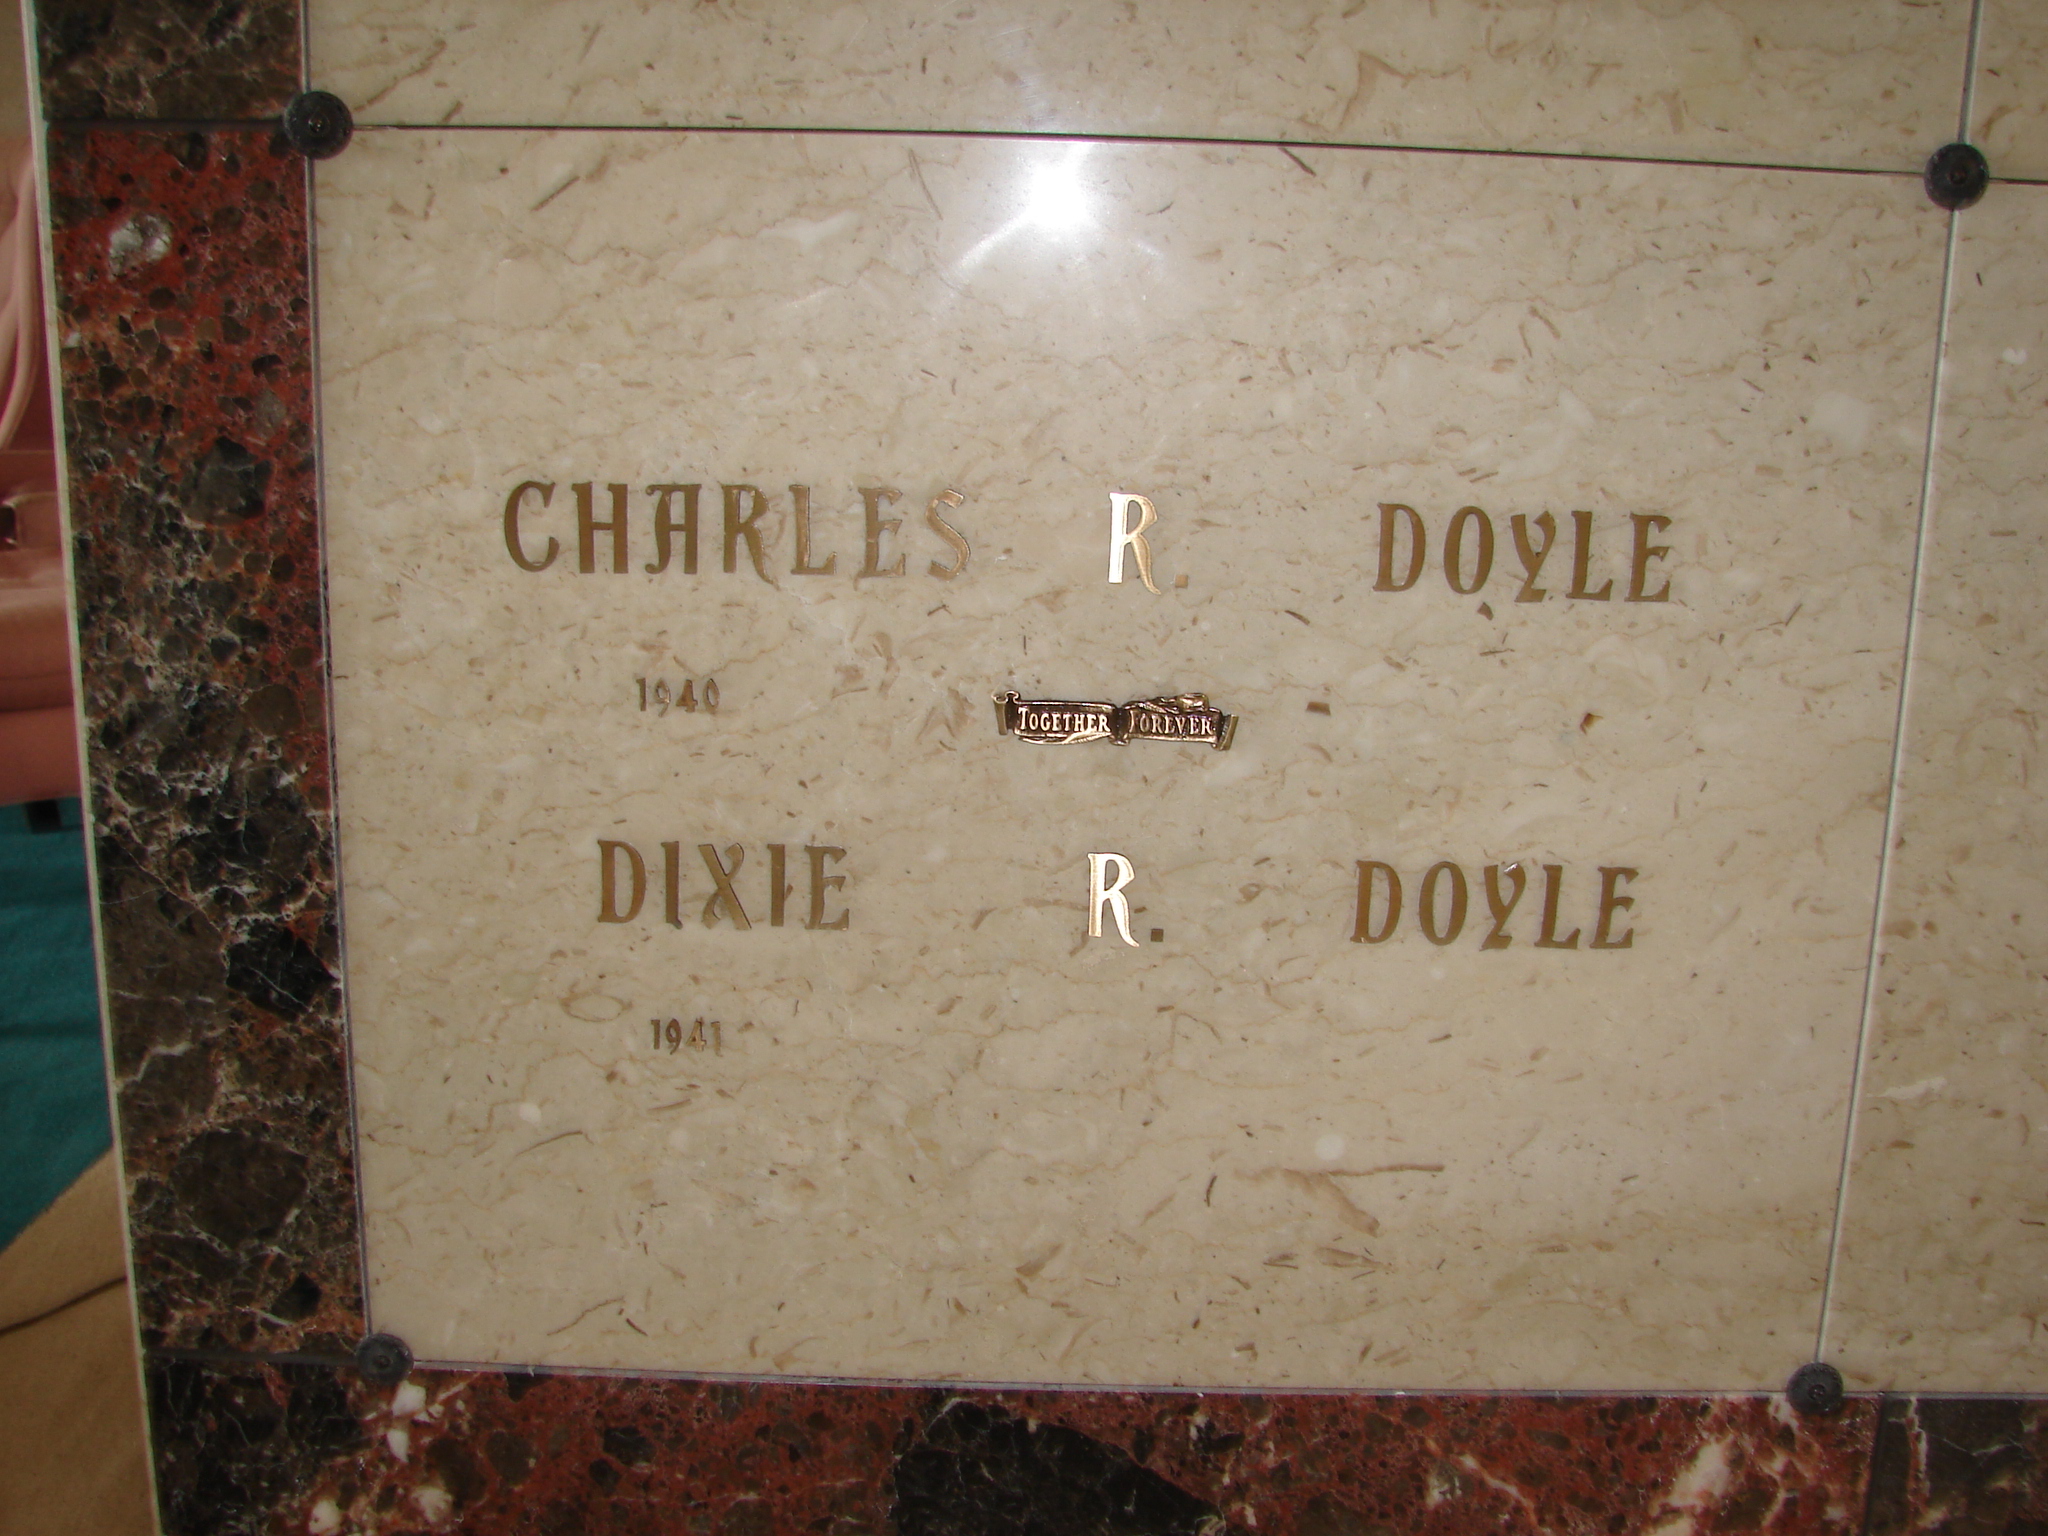 CHARLES R. DOYLE
1940 TOGETHER FOREVER
DIXIE R. DOYLE
1941